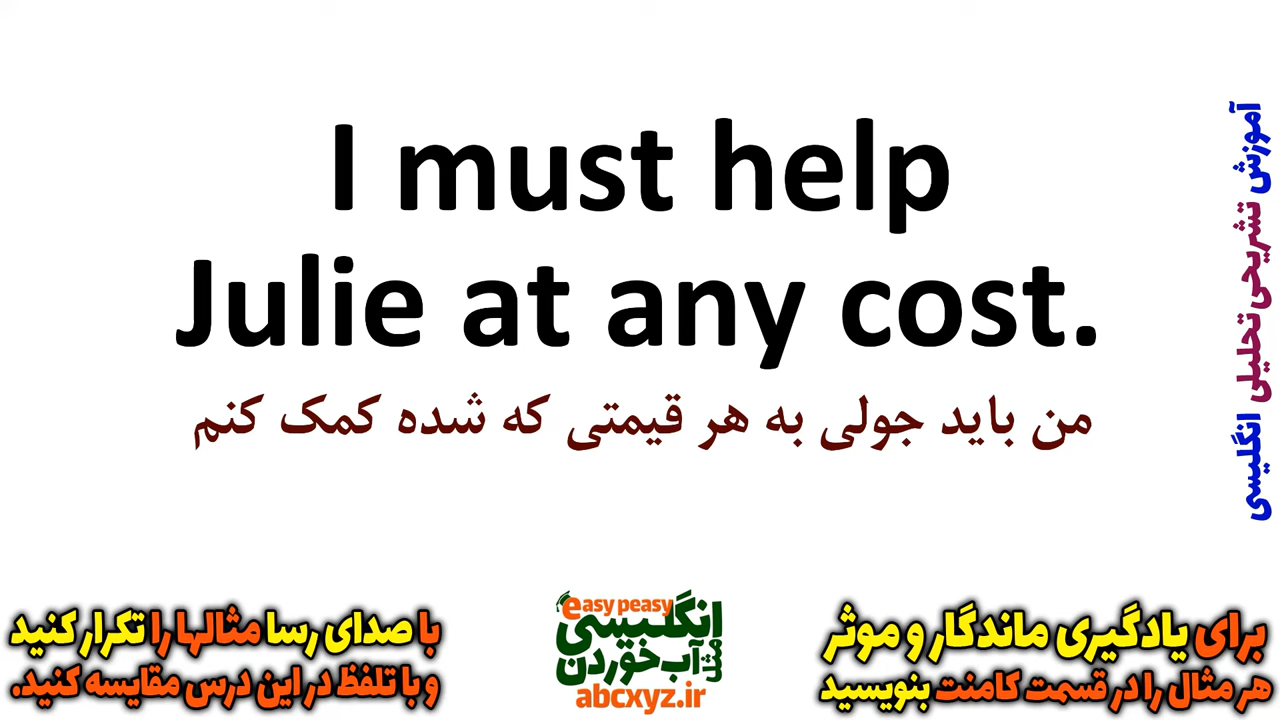 I must help
Julie at any cost.
من باید جولی به هر قیمتی که شده کمک کنم
آموزش تشریحی تحلیلی انگلیسی
با صدای رسا مثالها را تکرار کنید
و با تلفظ در این درس مقایسه کنید.
easy peasy
انگلیسی
مثل آب خوردن
abcxyz.ir
برای یادگیری ماندگار و موثر
هر مثال را در قسمت کامنت بنویسید